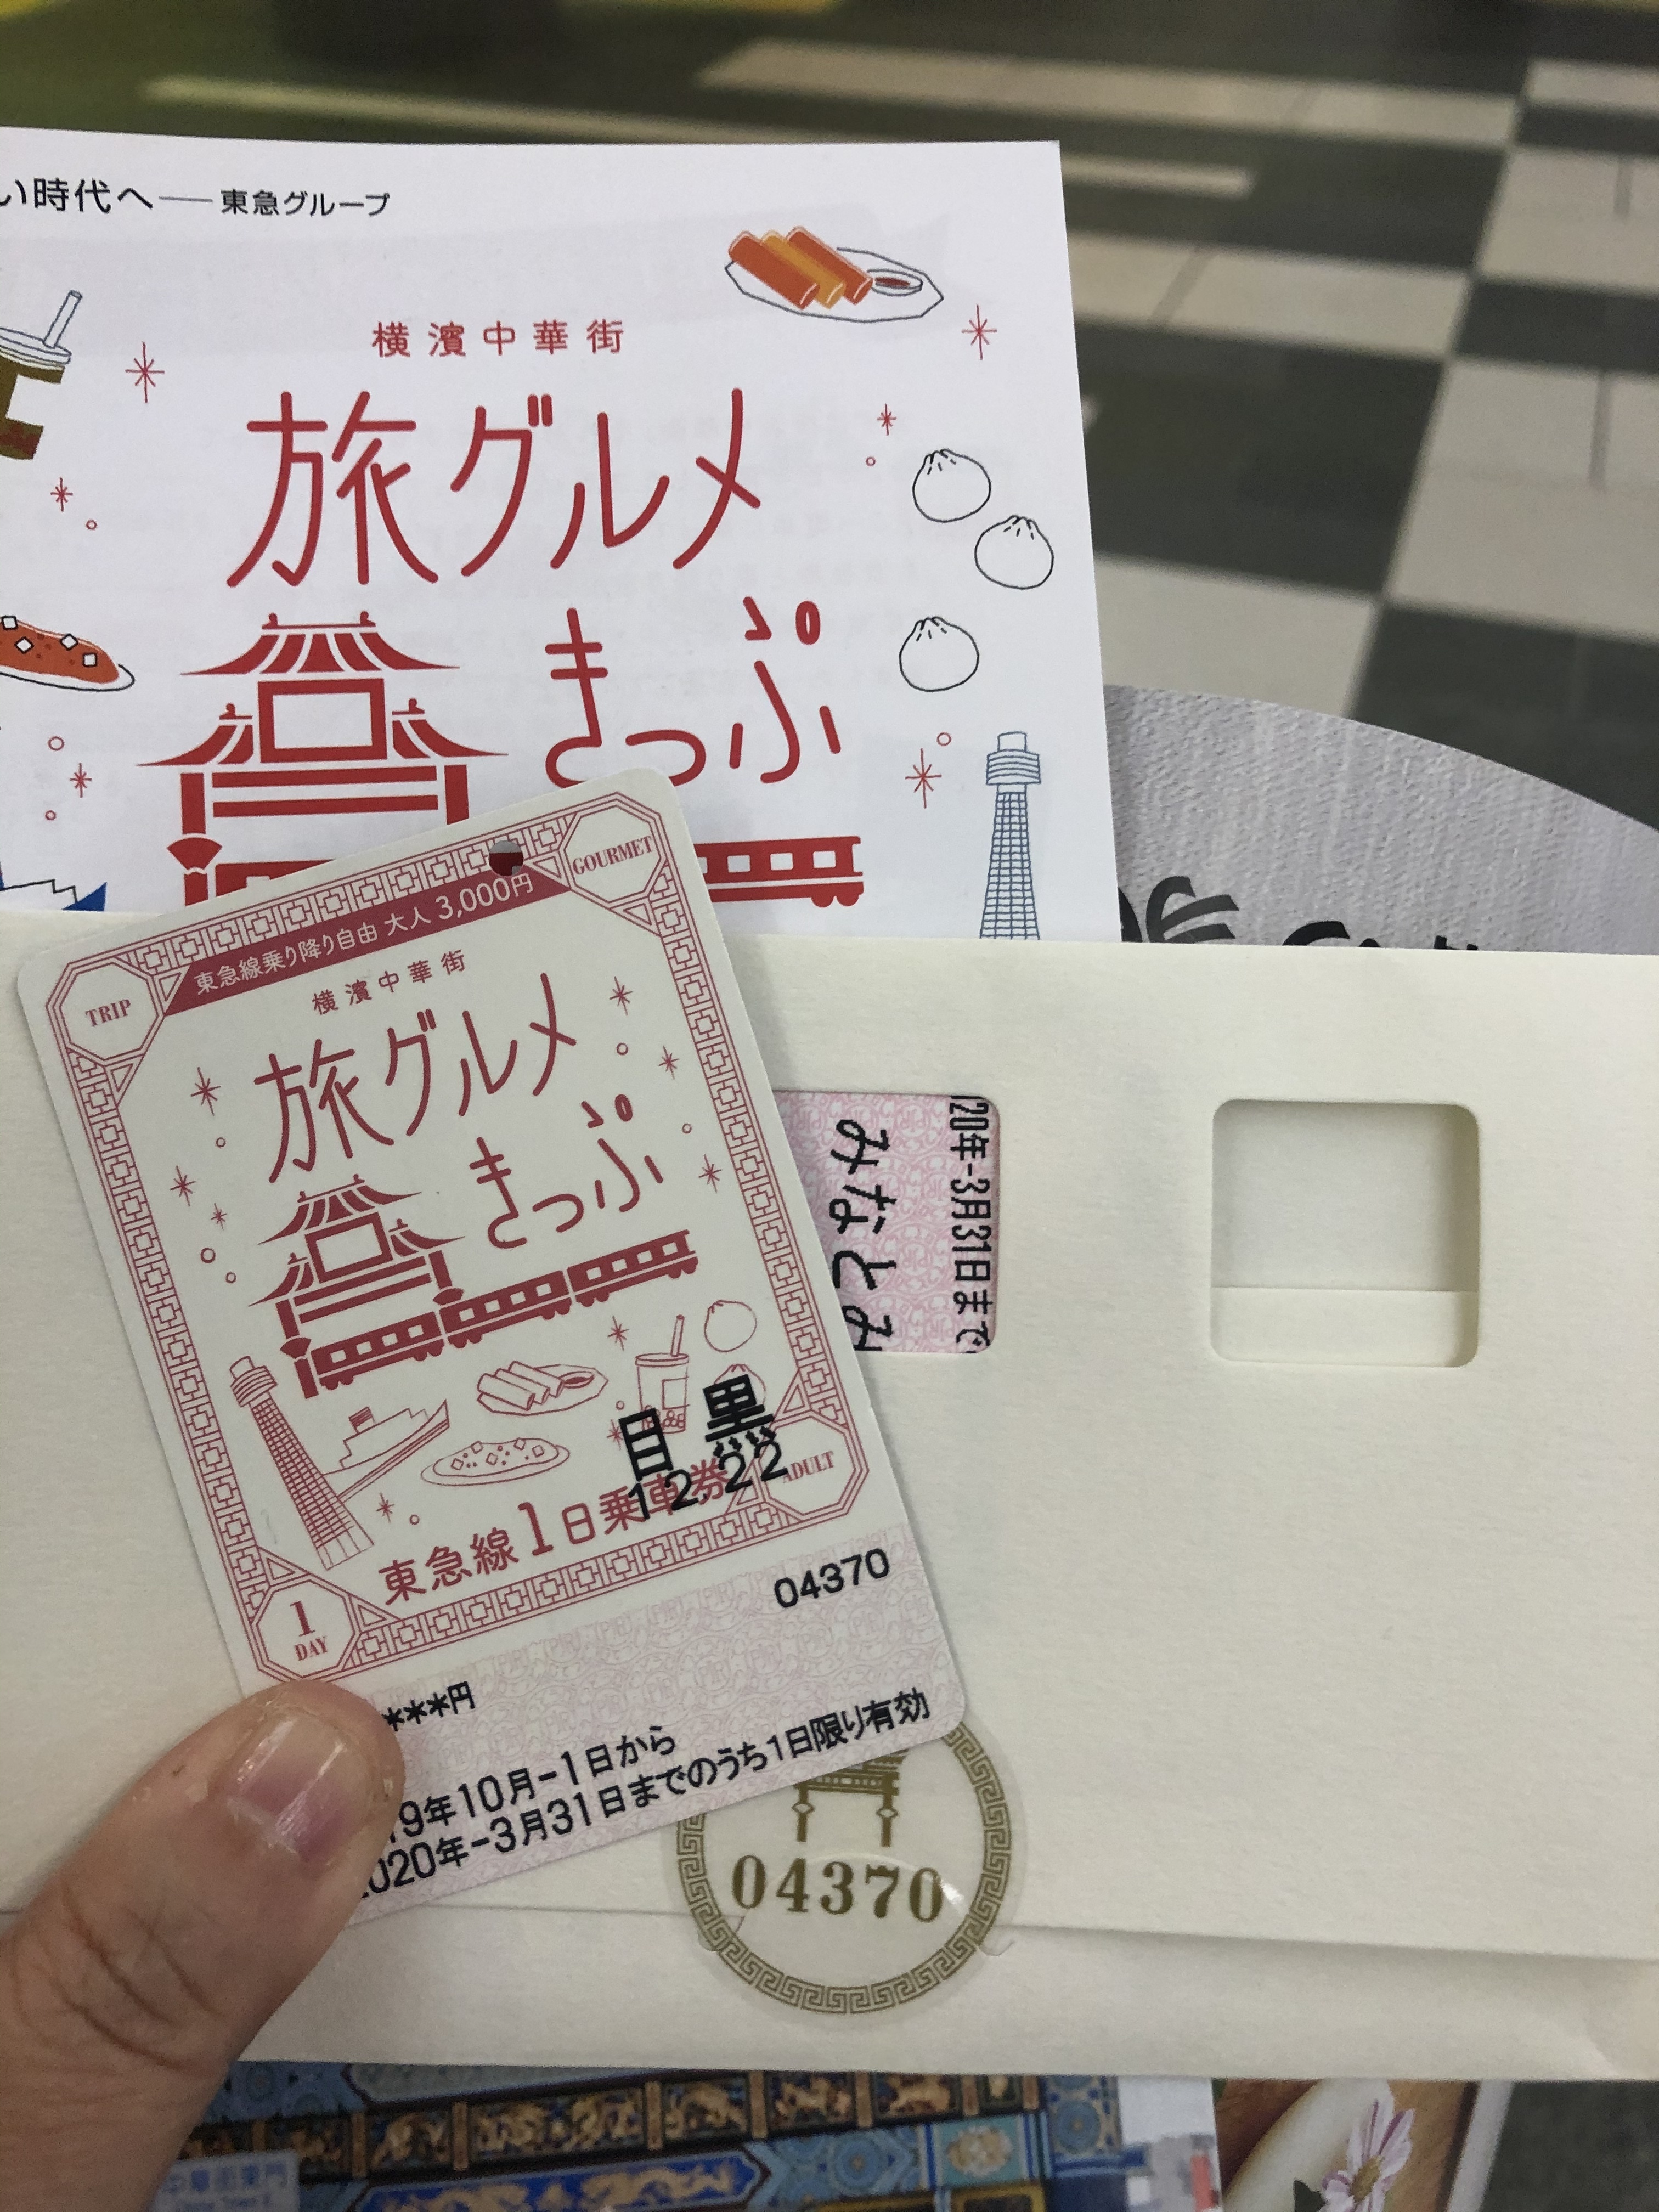 い時代へ──東急グループ
横濱中華街
旅グルメ
きっぷ
TRIP
GOURMET
東急線乗り降り自由 大人 3,000円
横濱中華街
旅グルメ
きっぷ
目黒
12.22
東急線1日乗車券
ADULT
1
DAY
04370
***円
19年10月-1日から
2020年-3月31日までのうち1日限り有効
20年-3月31日まで
みなとみ
04370
中華街東門